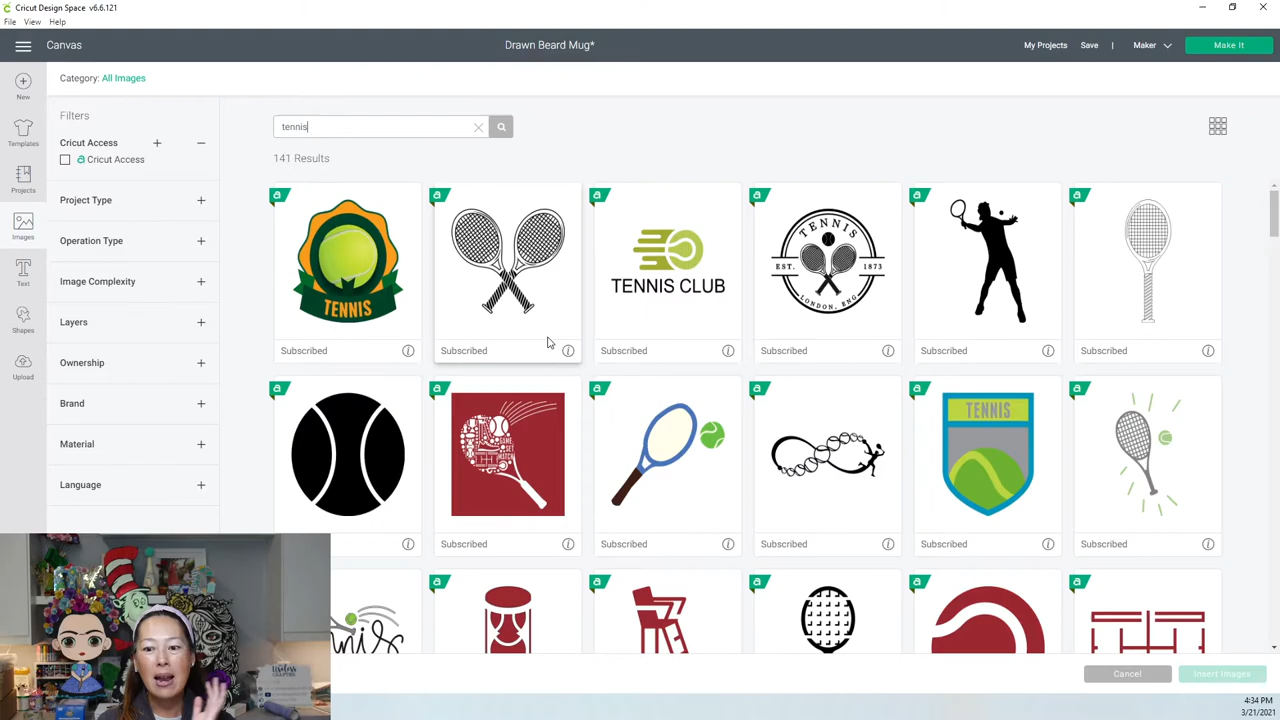 Cricut Design Space v6.6.121
File View Help
Canvas
Drawn Beard Mug*
My Projects Save | Maker Make It
New
Templates
Projects
Images
Text
Shapes
Upload
Category: All Images
Filters
Cricut Access
Cricut Access
Project Type
Operation Type
Image Complexity
Layers
Ownership
Brand
Material
Language
tennis
141 Results
TENNIS
TENNIS CLUB
TENNIS
EST. 1873
LONDON, ENG
Subscribed
Subscribed
Subscribed
Subscribed
Subscribed
Subscribed
GAME
SET
MATCH
TENNIS
Subscribed
Subscribed
Subscribed
Subscribed
Subscribed
Cancel
Insert Images
4:34 PM
3/21/2021